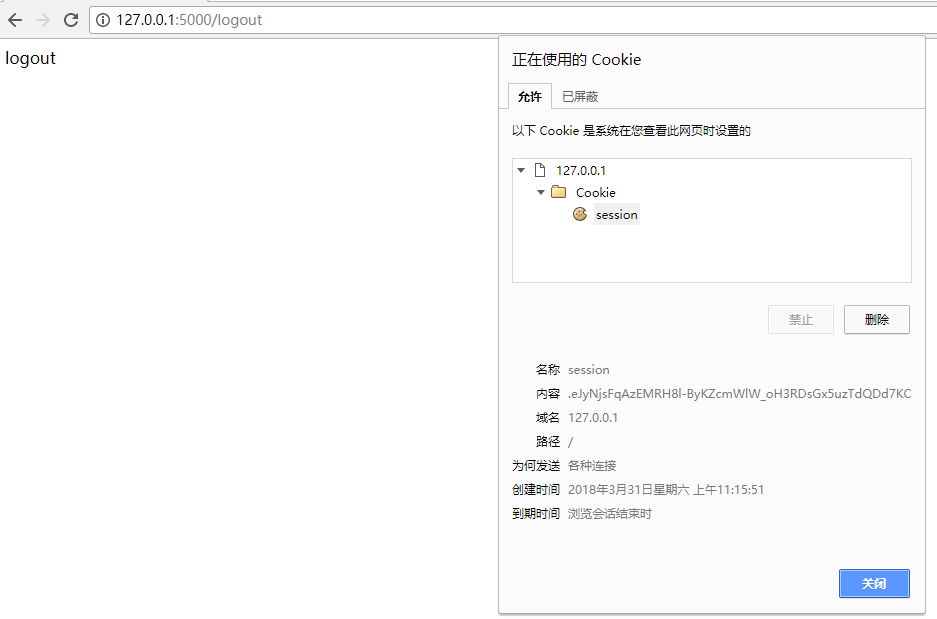 127.0.0.1:5000/logout
logout
正在使用的 Cookie
允许 已屏蔽
以下 Cookie 是系统在您查看此网页时设置的
127.0.0.1
Cookie
session
禁止 删除
名称 session
内容 .eJyNjsFqAzEMRH8l-ByKZcmWlW_oH3RDsGx5uzTdQDd7KC
域名 127.0.0.1
路径 /
为何发送 各种连接
创建时间 2018年3月31日星期六 上午11:15:51
到期时间 浏览会话结束时
关闭